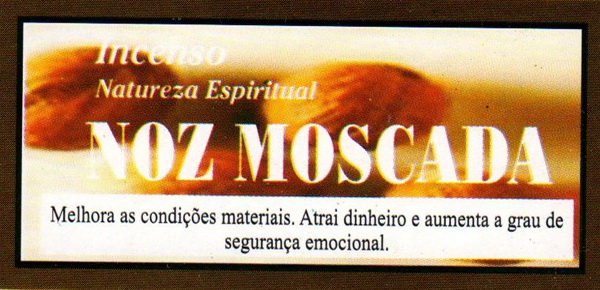 Incenso
Natureza Espiritual
NOZ MOSCADA
Melhora as condições materiais. Atrai dinheiro e aumenta a grau de
segurança emocional.